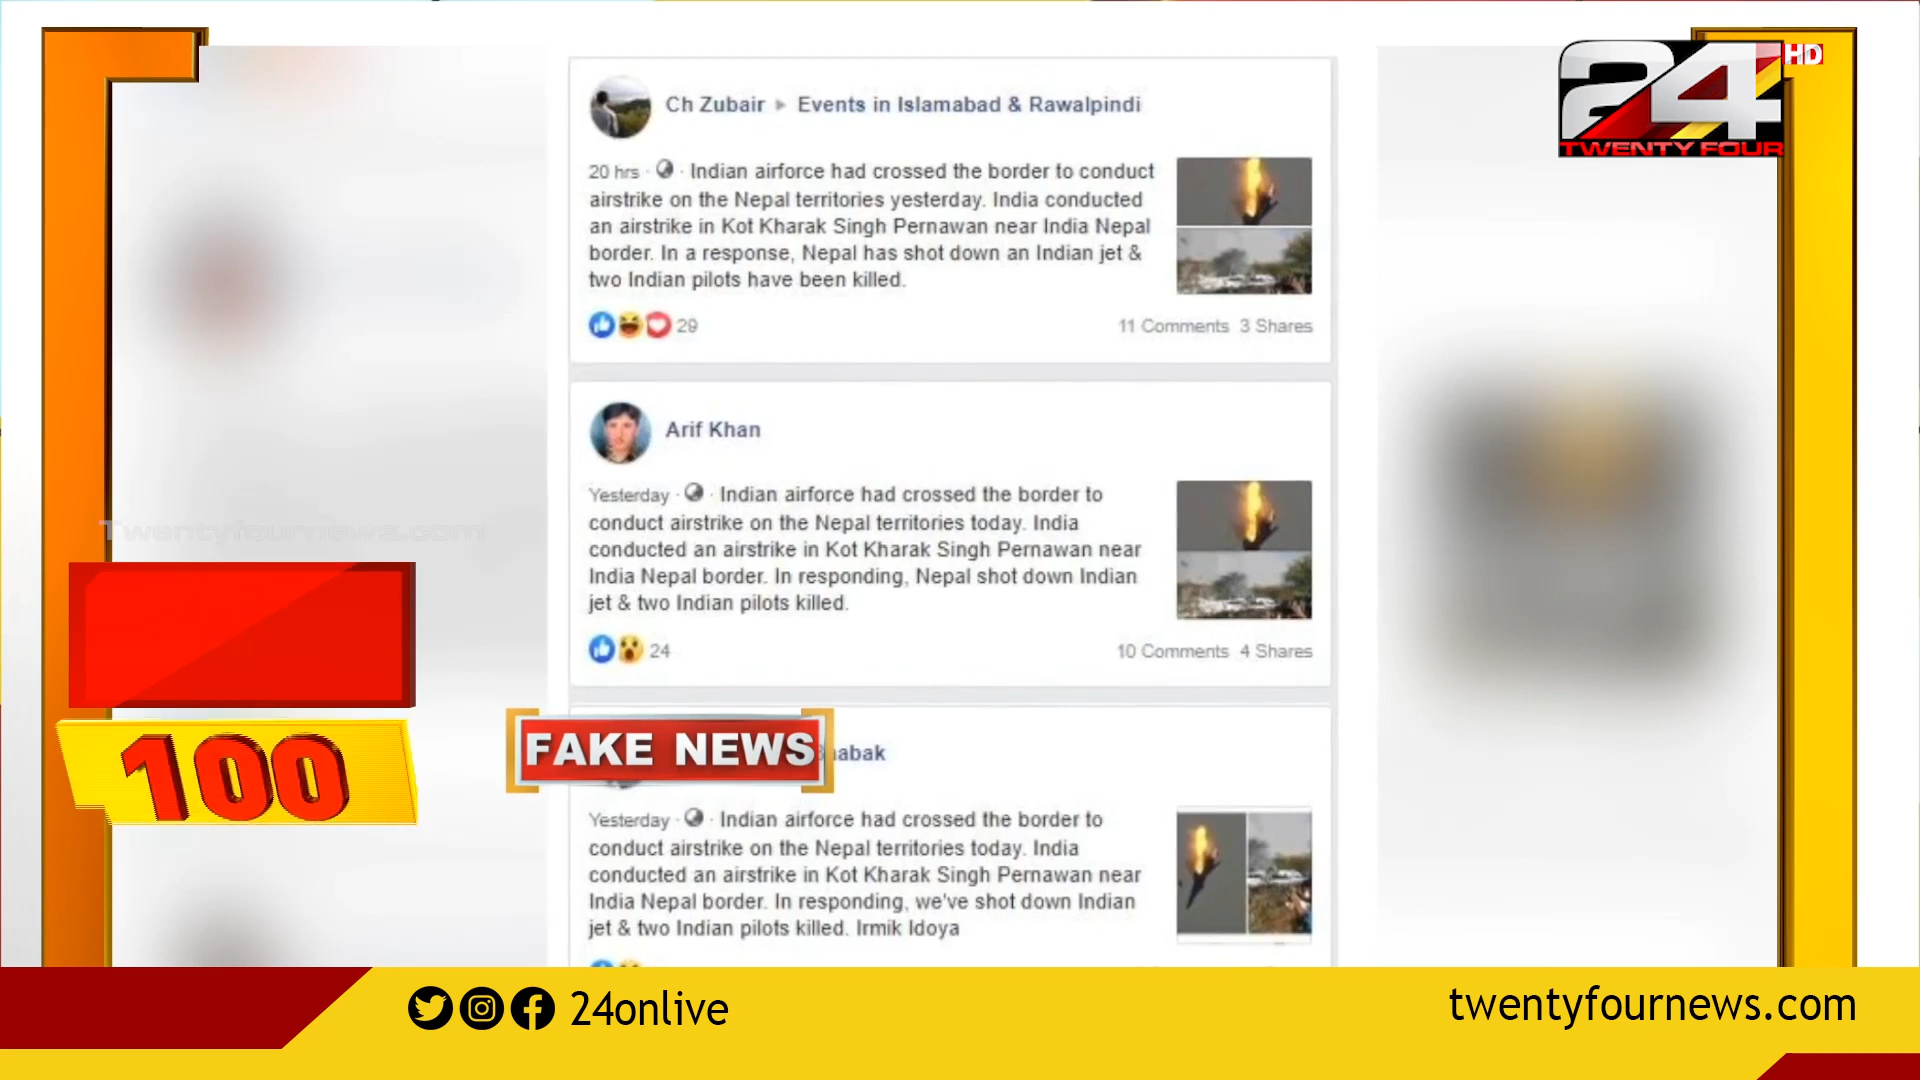 24
HD
TWENTY FOUR
Ch Zubair ▸ Events in Islamabad & Rawalpindi
20 hrs · Indian airforce had crossed the border to conduct
airstrike on the Nepal territories yesterday. India conducted
an airstrike in Kot Kharak Singh Pernawan near India Nepal
border. In a response, Nepal has shot down an Indian jet &
two Indian pilots have been killed.
29
11 Comments 3 Shares
Arif Khan
Yesterday · Indian airforce had crossed the border to
conduct airstrike on the Nepal territories today. India
conducted an airstrike in Kot Kharak Singh Pernawan near
India Nepal border. In responding, Nepal shot down Indian
jet & two Indian pilots killed.
24
10 Comments 4 Shares
Twentyfournews.com
100
FAKE NEWS
Yesterday · Indian airforce had crossed the border to
conduct airstrike on the Nepal territories today. India
conducted an airstrike in Kot Kharak Singh Pernawan near
India Nepal border. In responding, we've shot down Indian
jet & two Indian pilots killed. Irmik Idoya
24onlive
twentyfournews.com